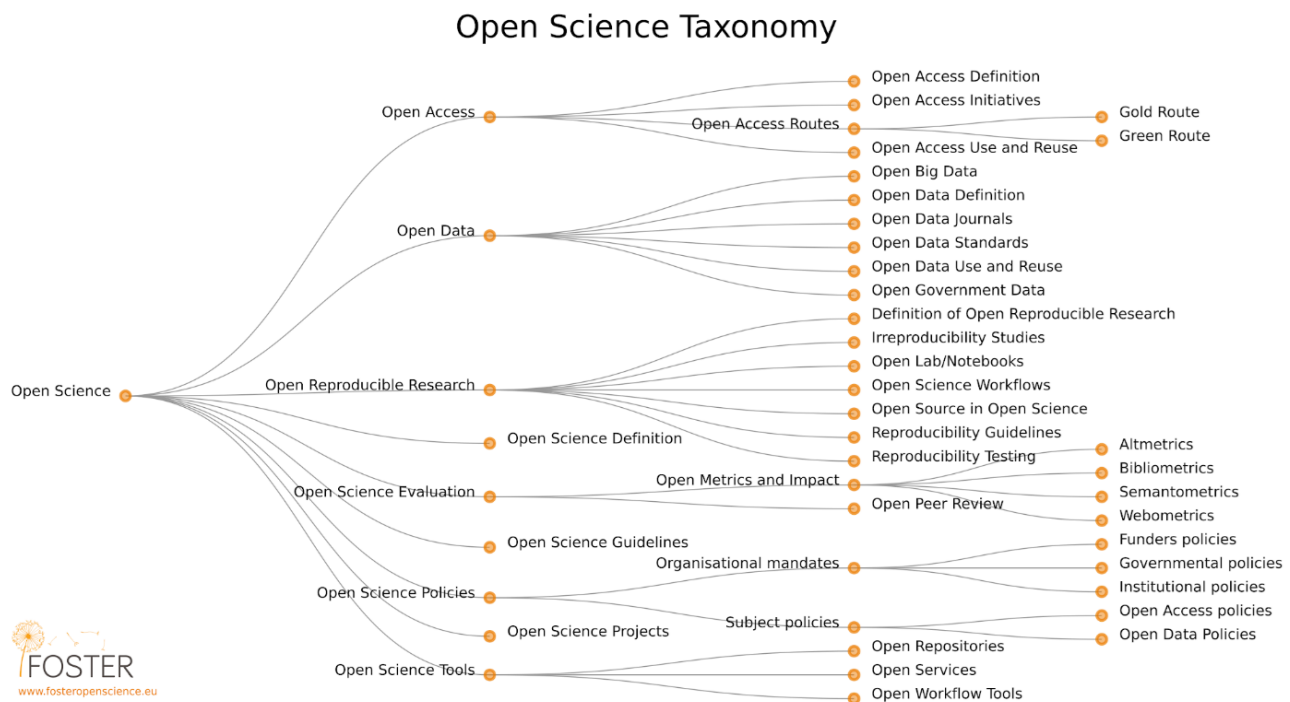 Open Science Taxonomy
Open Access Definition
Open Access
Open Access Initiatives
Gold Route
Open Access Routes
Green Route
Open Access Use and Reuse
Open Big Data
Open Data Definition
Open Data Journals
Open Data
Open Data Standards
Open Data Use and Reuse
Open Government Data
Definition of Open Reproducible Research
Irreproducibility Studies
Open Lab/Notebooks
Open Science
Open Reproducible Research
Open Science Workflows
Open Source in Open Science
Reproducibility Guidelines
Open Science Definition
Reproducibility Testing
Altmetrics
Bibliometrics
Open Metrics and Impact
Semantometrics
Open Science Evaluation
Open Peer Review
Webometrics
Funders policies
Open Science Guidelines
Organisational mandates
Governmental policies
Institutional policies
Open Science Policies
Open Access policies
Subject policies
Open Data Policies
Open Science Projects
Open Repositories
Open Science Tools
Open Services
Open Workflow Tools
FOSTER
www.fosteropenscience.eu